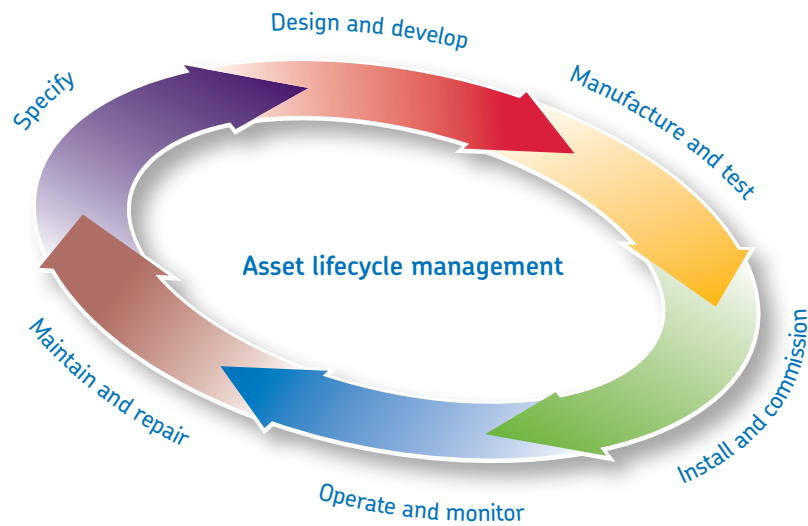 Design and develop
Manufacture and test
Specify
Asset lifecycle management
Install and commission
Maintain and repair
Operate and monitor